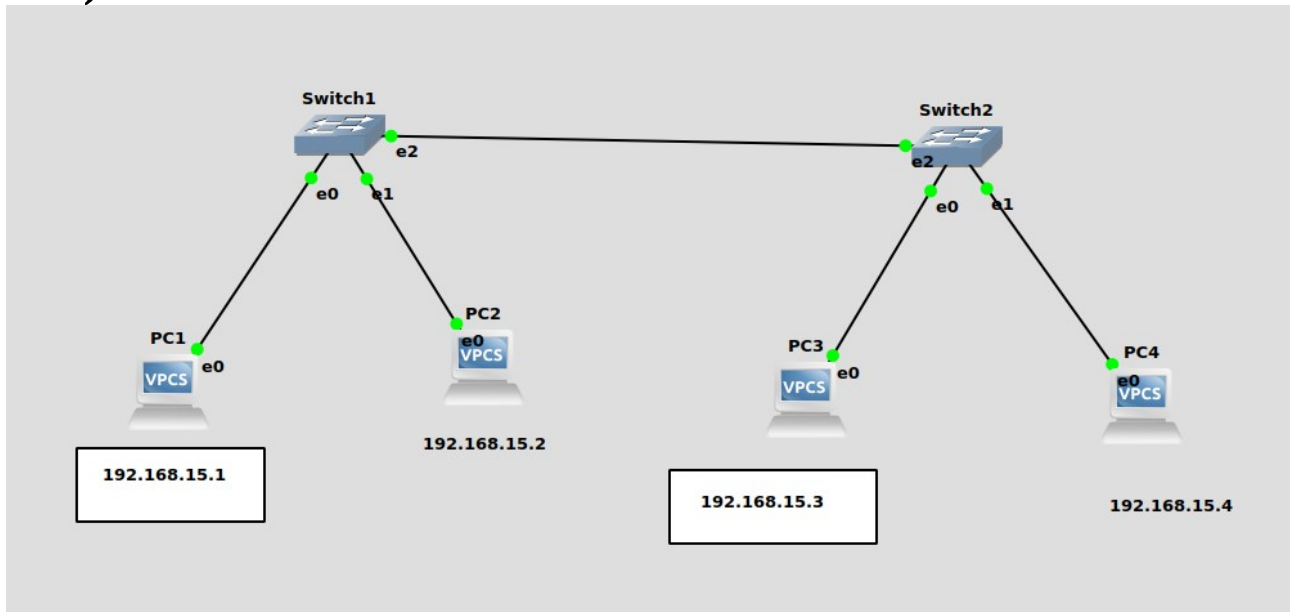 Switch1
Switch2
e2
e2
e0
e1
e0
e1
PC1
e0
VPCS
PC2
e0
VPCS
PC3
e0
VPCS
PC4
e0
VPCS
192.168.15.1
192.168.15.2
192.168.15.3
192.168.15.4